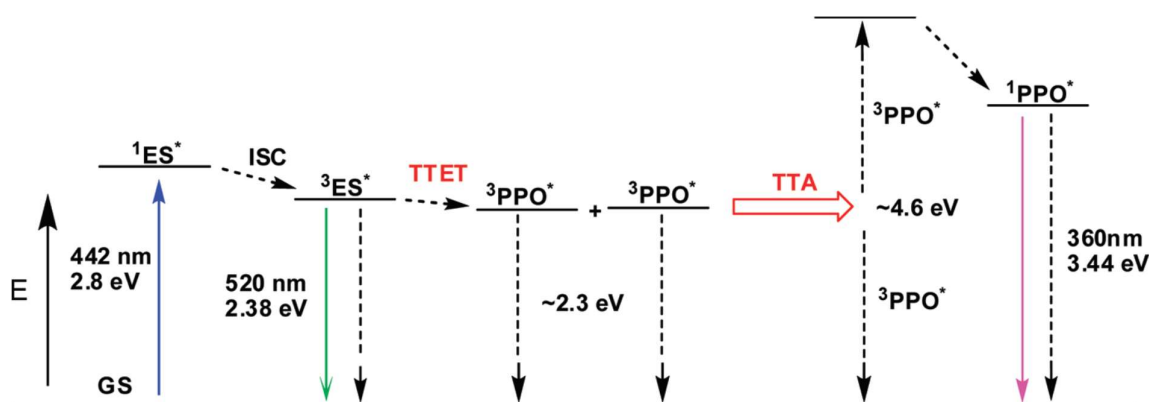 ¹ES*
ISC
³ES*
TTET
³PPO*
+
³PPO*
TTA
³PPO*
~4.6 eV
³PPO*
¹PPO*
442 nm
2.8 eV
E
GS
520 nm
2.38 eV
~2.3 eV
360nm
3.44 eV